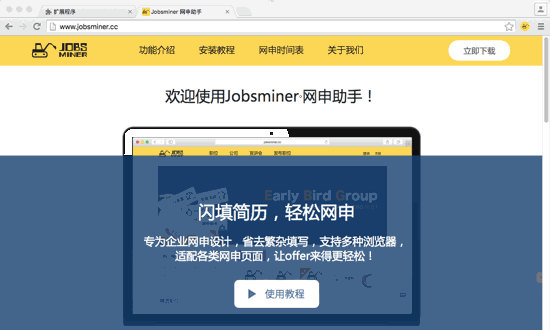 扩展程序
Jobsminer 网申助手
www.jobsminer.cc
JOBS
MINER
功能介绍
安装教程
网申时间表
关于我们
立即下载
欢迎使用Jobsminer·网申助手！
JOBS
MINER
Early Bird Group
闪填简历，轻松网申
专为企业网申设计，省去繁杂填写，支持多种浏览器，
适配各类网申页面，让offer来得更轻松！
使用教程